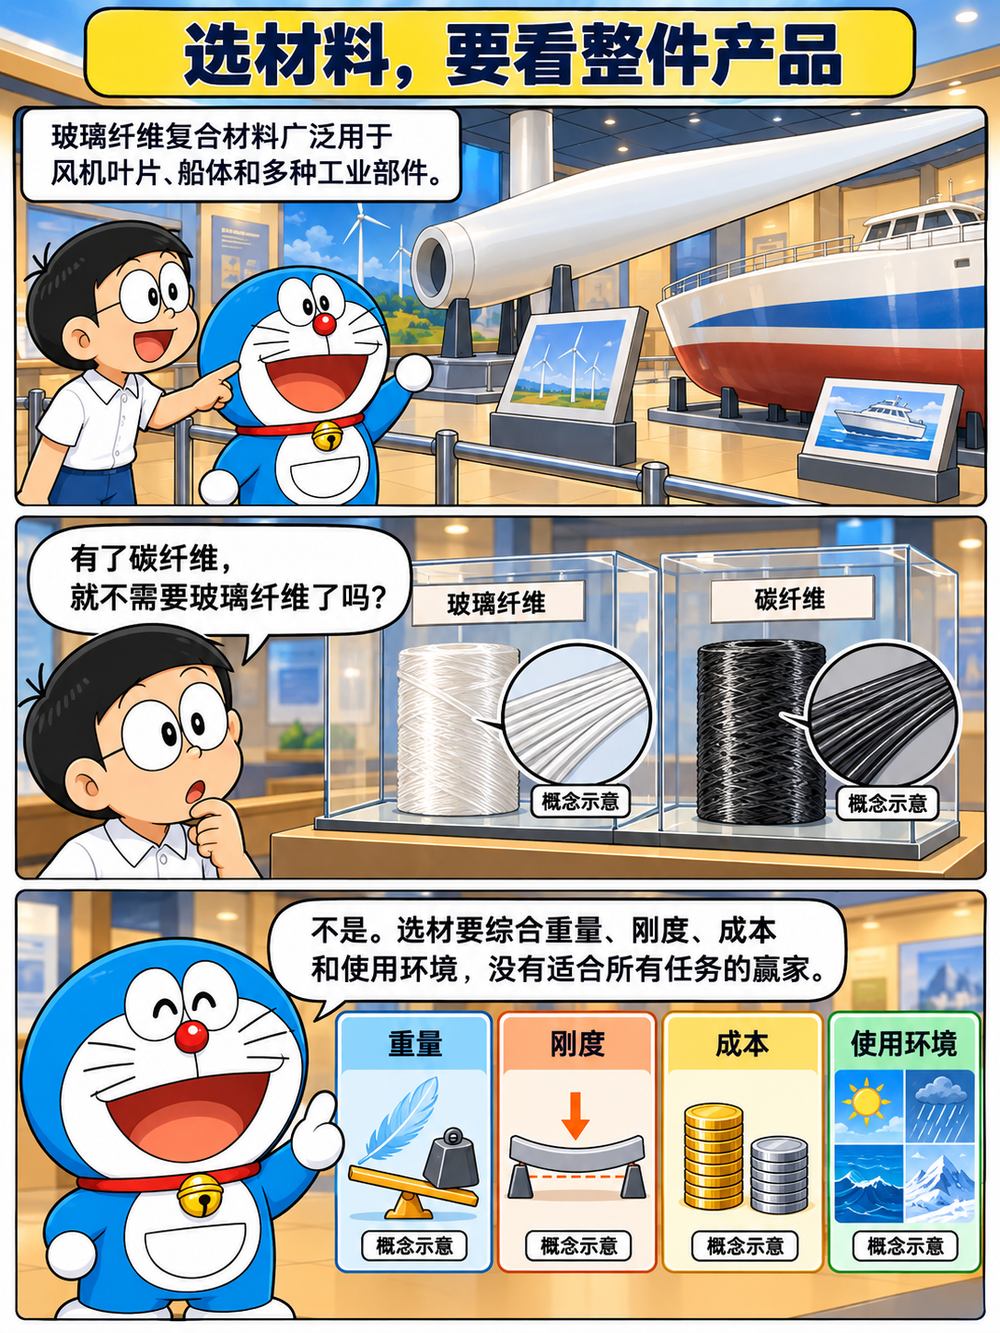 选材料，要看整件产品
玻璃纤维复合材料广泛用于
风机叶片、船体和多种工业部件。
有了碳纤维，
就不需要玻璃纤维了吗？
玻璃纤维
碳纤维
概念示意
概念示意
不是。选材要综合重量、刚度、成本
和使用环境，没有适合所有任务的赢家。
重量
刚度
成本
使用环境
概念示意
概念示意
概念示意
概念示意